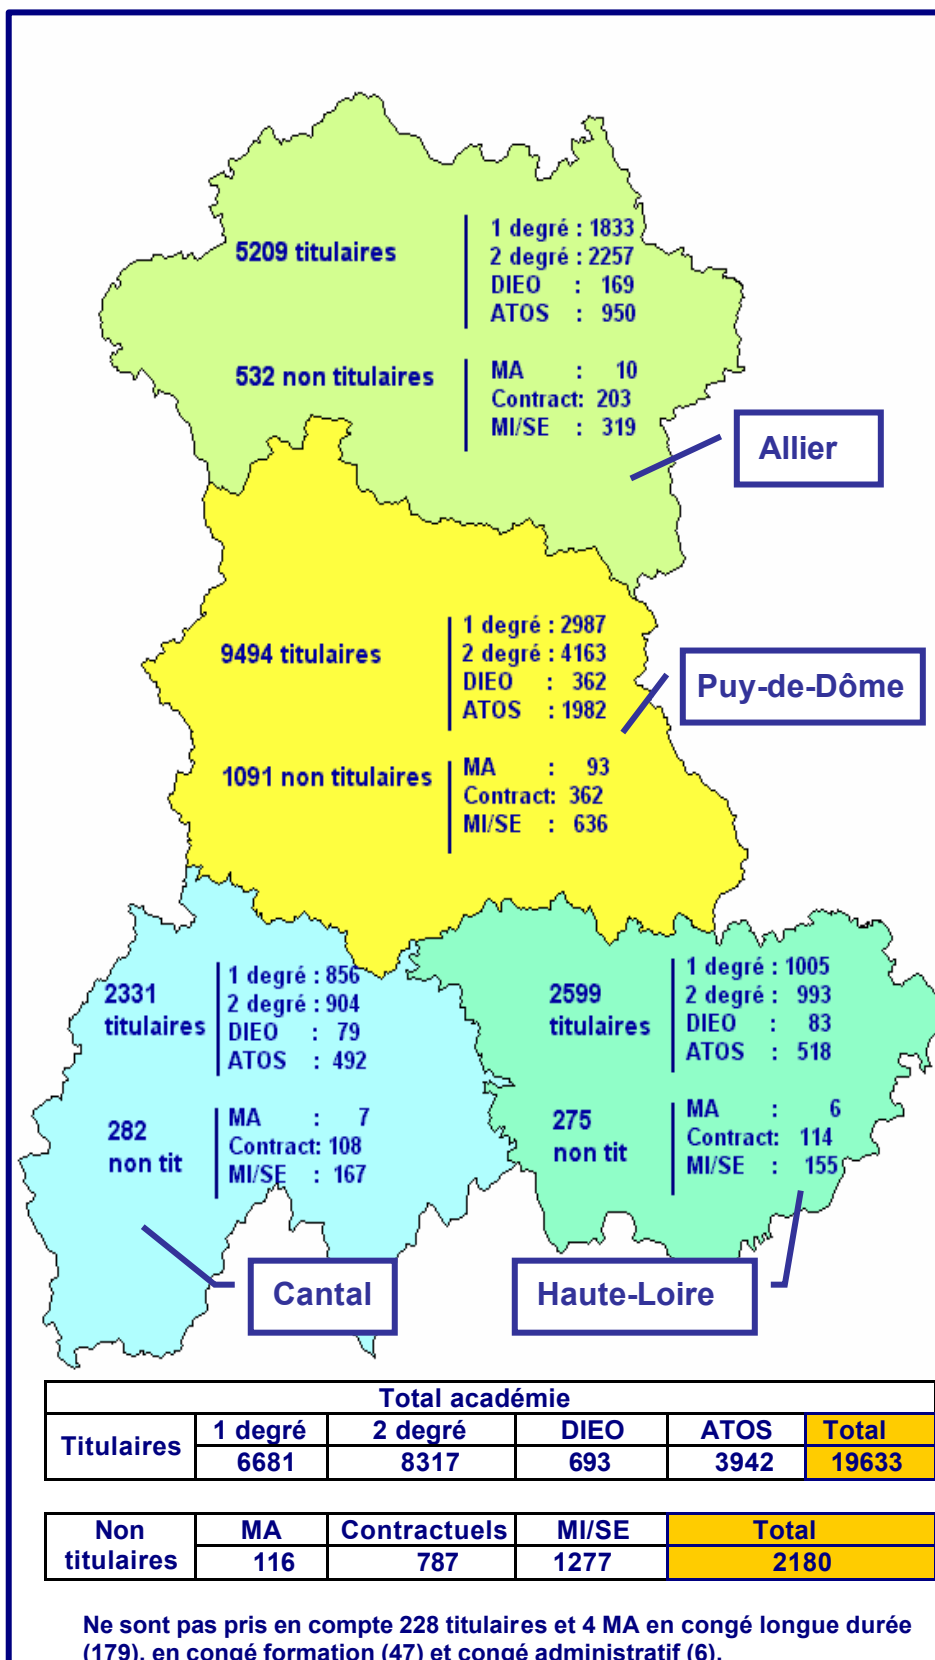 5209 titulaires
1 degré : 1833
2 degré : 2257
DIEO : 169
ATOS : 950
532 non titulaires
MA : 10
Contract: 203
MI/SE : 319
Allier
9494 titulaires
1 degré : 2987
2 degré : 4163
DIEO : 362
ATOS : 1982
Puy-de-Dôme
1091 non titulaires
MA : 93
Contract: 362
MI/SE : 636
2331
titulaires
1 degré : 856
2 degré : 904
DIEO : 79
ATOS : 492
282
non tit
MA : 7
Contract: 108
MI/SE : 167
Cantal
2599
titulaires
1 degré : 1005
2 degré : 993
DIEO : 83
ATOS : 518
275
non tit
MA : 6
Contract: 114
MI/SE : 155
Haute-Loire
Total académie
Titulaires 1 degré 2 degré DIEO ATOS Total
6681 8317 693 3942 19633
Non titulaires MA Contractuels MI/SE Total
116 787 1277 2180
Ne sont pas pris en compte 228 titulaires et 4 MA en congé longue durée
(179), en congé formation (47) et congé administratif (6).